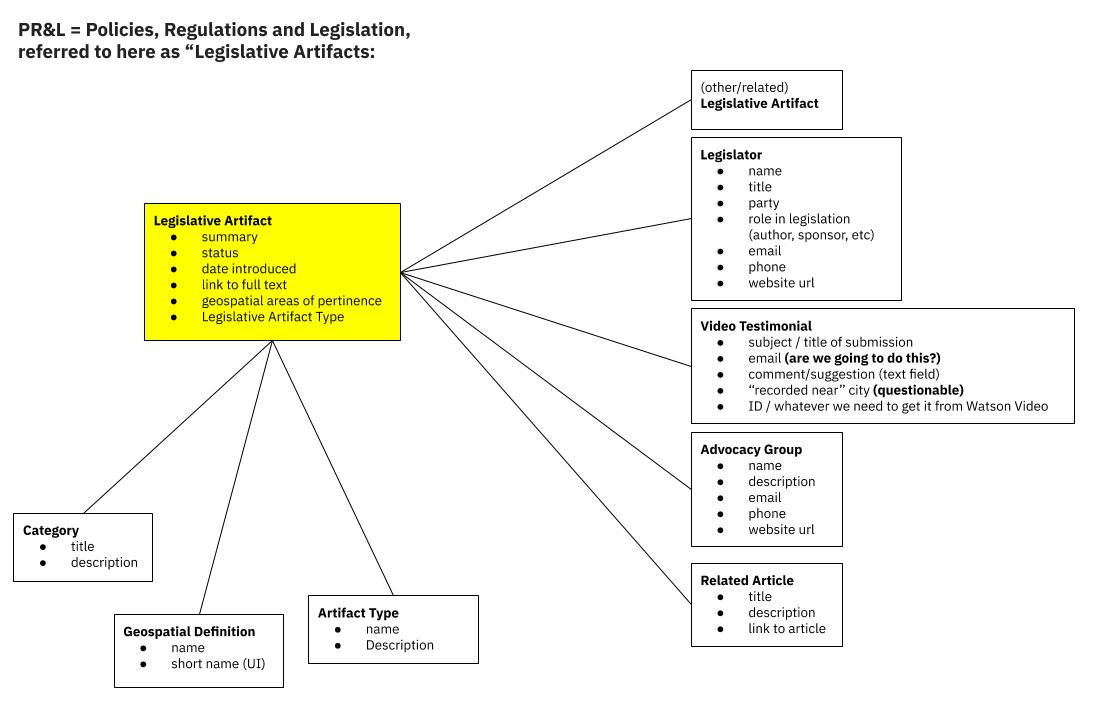 PR&L = Policies, Regulations and Legislation,
referred to here as “Legislative Artifacts:
(other/related)
Legislative Artifact
Legislator
● name
● title
● party
● role in legislation
(author, sponsor, etc)
● email
● phone
● website url
Legislative Artifact
● summary
● status
● date introduced
● link to full text
● geospatial areas of pertinence
● Legislative Artifact Type
Video Testimonial
● subject / title of submission
● email (are we going to do this?)
● comment/suggestion (text field)
● “recorded near” city (questionable)
● ID / whatever we need to get it from Watson Video
Advocacy Group
● name
● description
● email
● phone
● website url
Category
● title
● description
Related Article
● title
● description
● link to article
Artifact Type
● name
● Description
Geospatial Definition
● name
● short name (UI)